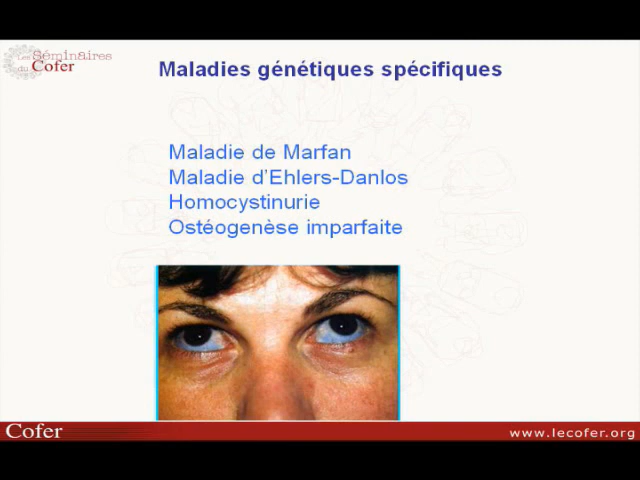 Les Séminaires
du Cofer
Maladies génétiques spécifiques
Maladie de Marfan
Maladie d'Ehlers-Danlos
Homocystinurie
Ostéogenèse imparfaite
Cofer
www.lecofer.org